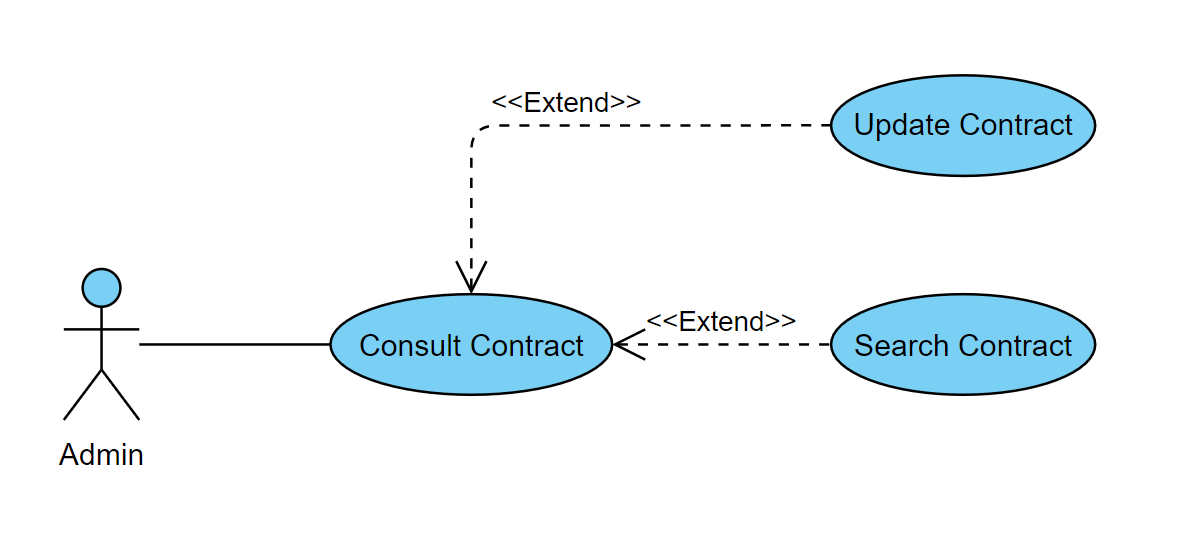 <<Extend>>
Update Contract
<<Extend>>
Consult Contract
Search Contract
Admin